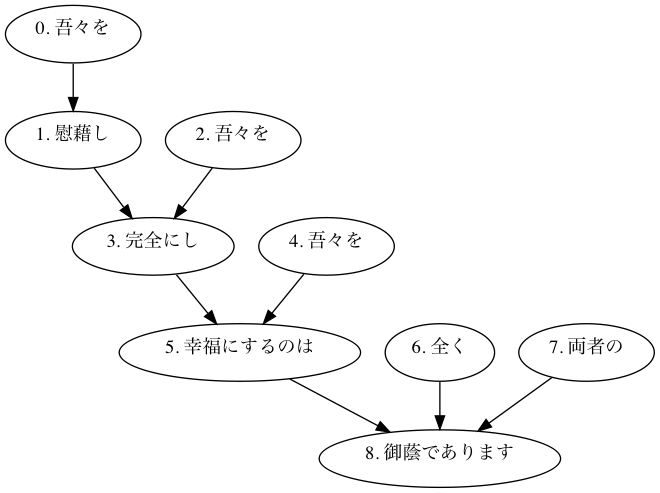 0. 吾々を
1. 慰藉し
2. 吾々を
3. 完全にし
4. 吾々を
5. 幸福にするのは
6. 全く
7. 両者の
8. 御蔭であります